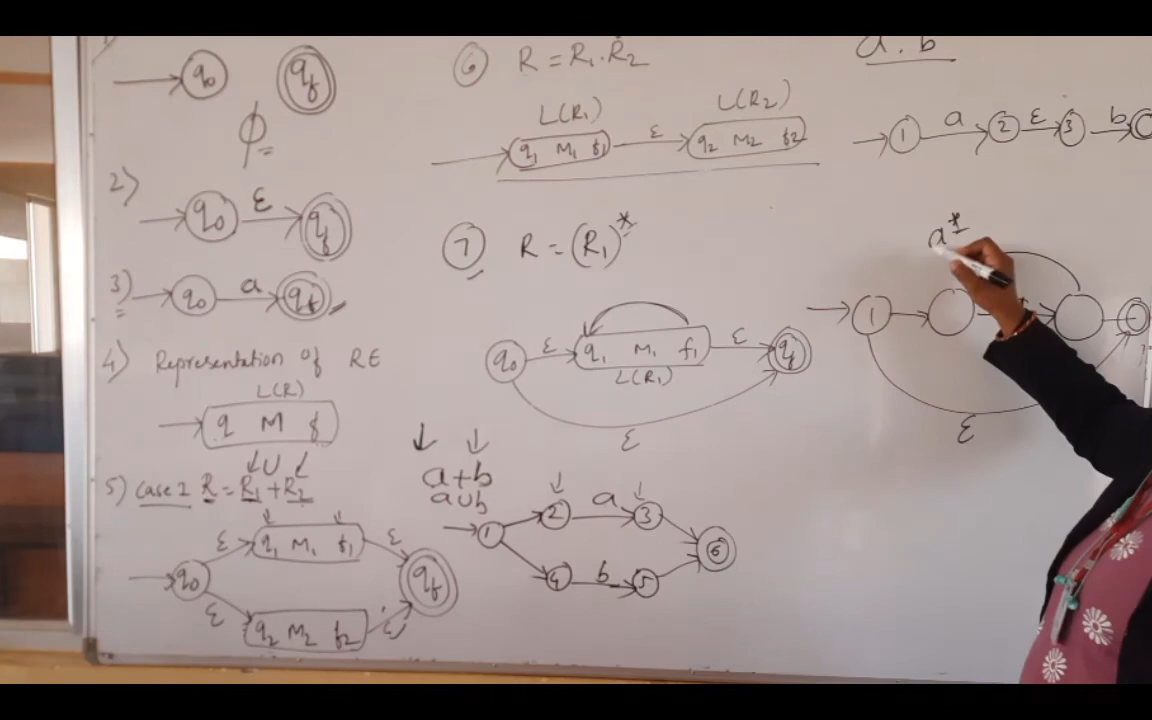 q0 qf
ϕ
2) q0 ε qf
3) q0 a qf
4) Representation of RE
L(R)
q M f
↓ ∪ ↓
5) Case 1 R = R1 + R2
q0 ε q1 M1 f1 ε qf
ε q2 M2 f2 ε
⑥ R = R1 . R2
L(R1) L(R2)
q1 M1 f1 ε q2 M2 f2
⑦ R = (R1)*
q0 ε q1 M1 f1 ε qf
L(R1)
ε
a+b
a∪b
1 2 a 3 6
4 b 5
a . b
1 a 2 ε 3 b
a*
1
ε